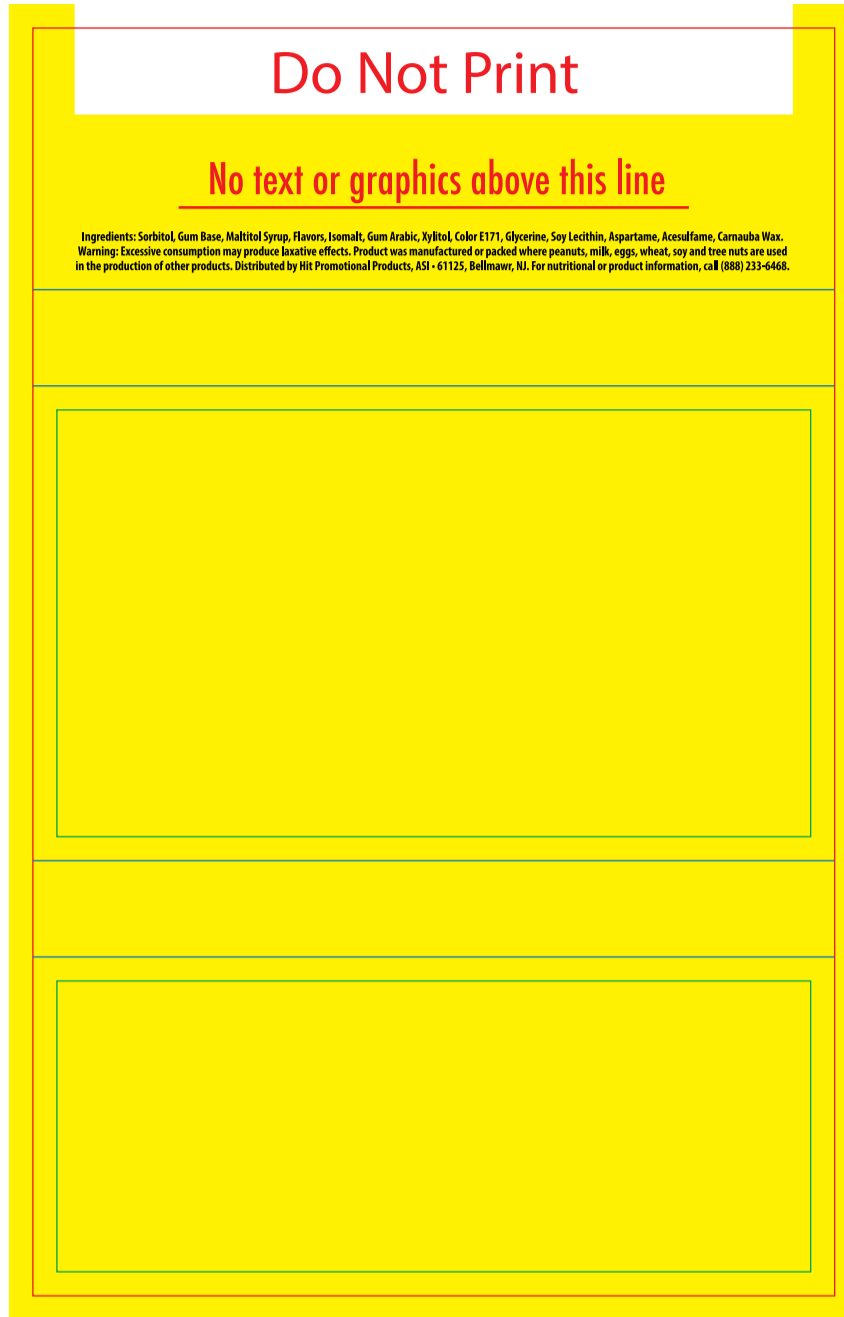 Do Not Print
No text or graphics above this line
Ingredients: Sorbitol, Gum Base, Maltitol Syrup, Flavors, Isomalt, Gum Arabic, Xylitol, Color E171, Glycerine, Soy Lecithin, Aspartame, Acesulfame, Carnauba Wax.
Warning: Excessive consumption may produce laxative effects. Product was manufactured or packed where peanuts, milk, eggs, wheat, soy and tree nuts are used
in the production of other products. Distributed by Hit Promotional Products, ASI • 61125, Bellmawr, NJ. For nutritional or product information, call (888) 233-6468.